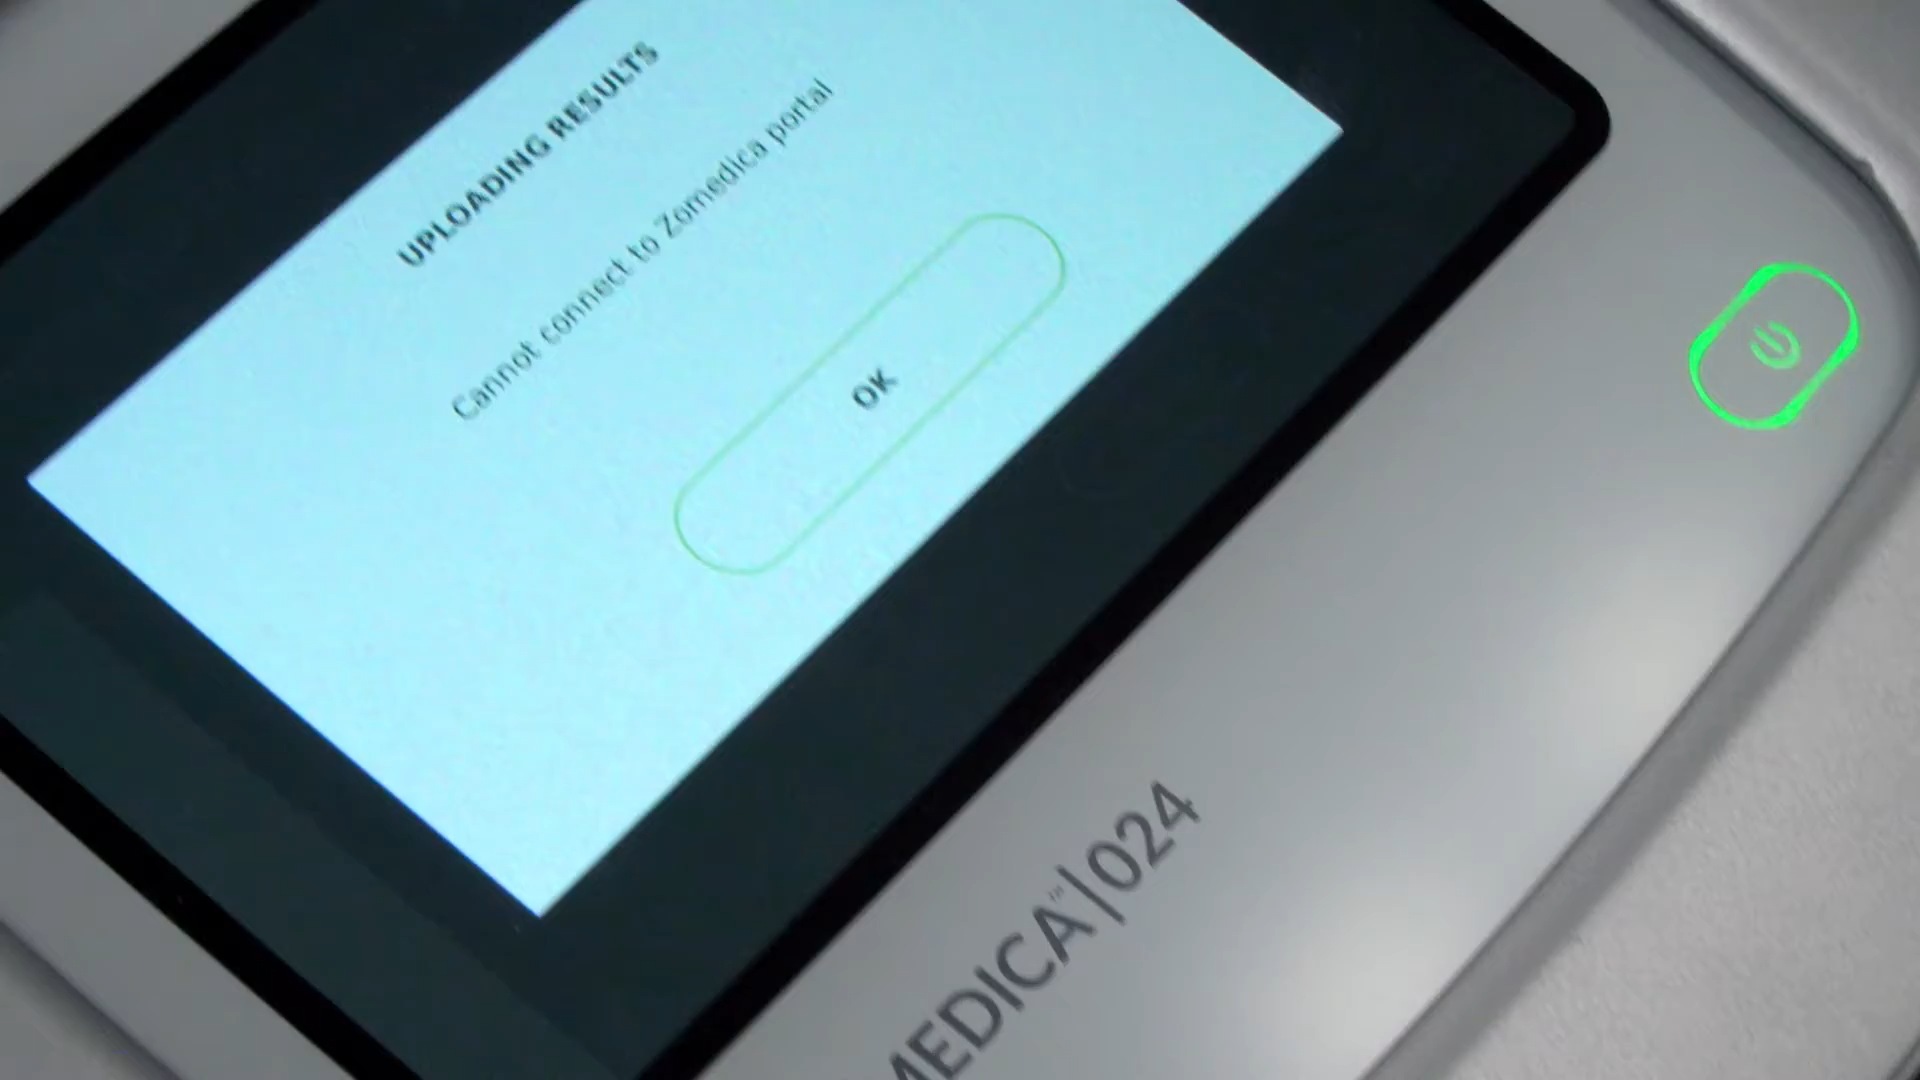 UPLOADING RESULTS
Cannot connect to Zomedica portal
OK
MEDICA™|024